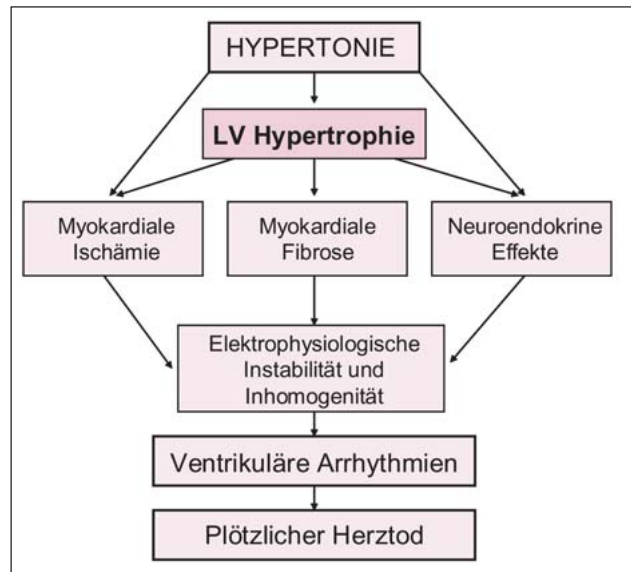 HYPERTONIE
LV Hypertrophie
Myokardiale
Ischämie
Myokardiale
Fibrose
Neuroendokrine
Effekte
Elektrophysiologische
Instabilität und
Inhomogenität
Ventrikuläre Arrhythmien
Plötzlicher Herztod